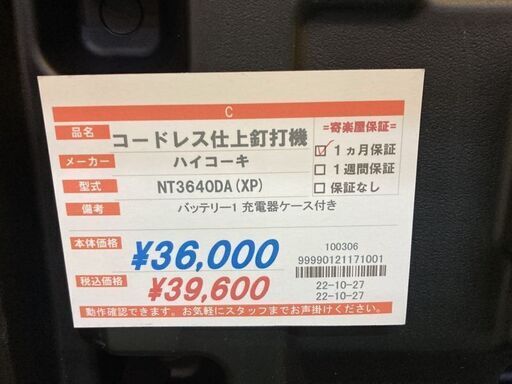 C
品名 コードレス仕上釘打機
メーカー ハイコーキ
型式 NT3640DA(XP)
備考 バッテリー1 充電器ケース付き
=寄楽屋保証=
1ヵ月保証
1週間保証
保証なし
本体価格 ¥36,000
税込価格 ¥39,600
100306
99990121171001
22-10-27
22-10-27
動作確認できます。お気軽にスタッフまでお声掛けください。